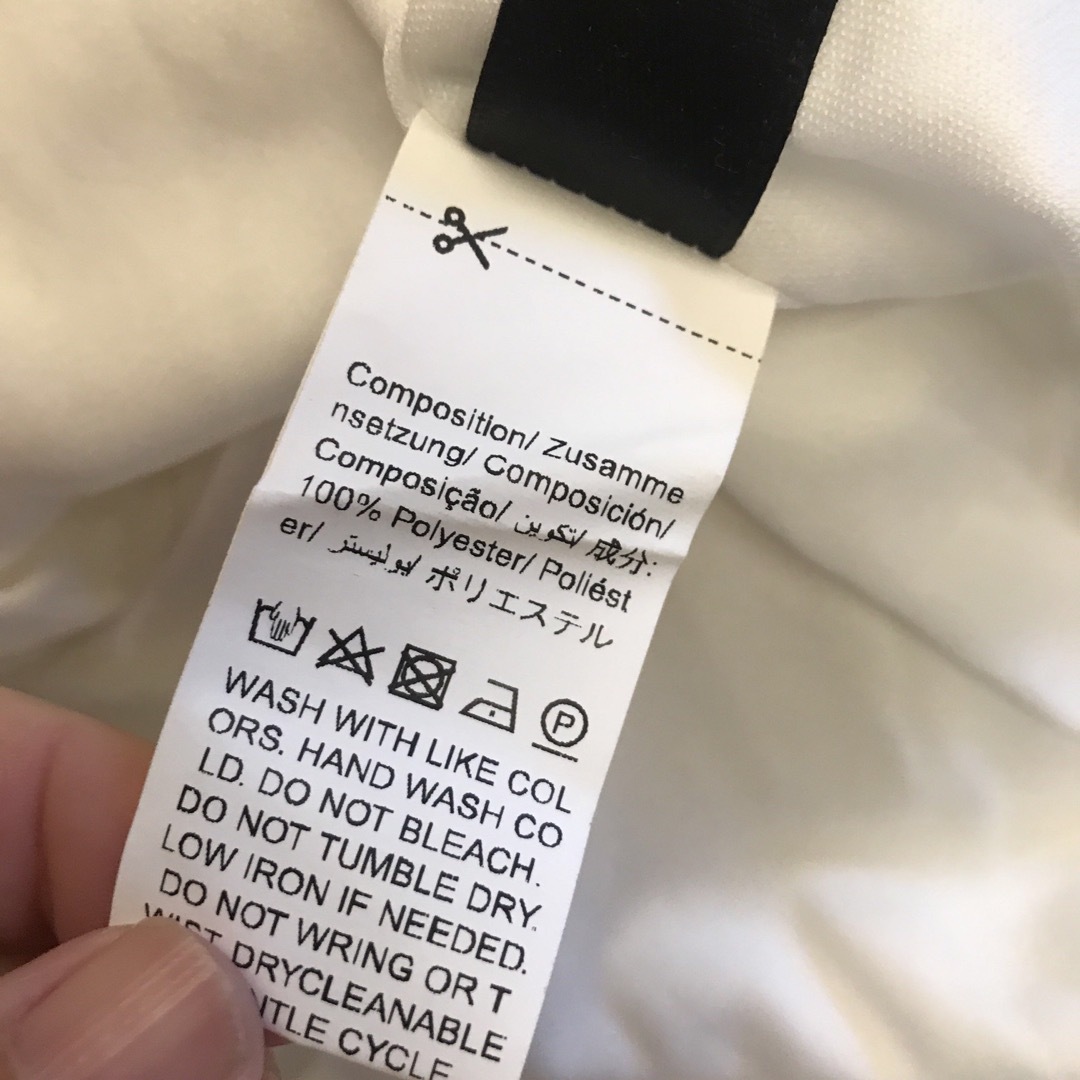 Composition/ Zusamme
nsetzung/ Composición/
Composição/ تكوين/ 成分:
100% Polyester/ Poliést
er/ بوليستر/ ポリエステル
P
WASH WITH LIKE COL
ORS. HAND WASH CO
LD. DO NOT BLEACH.
DO NOT TUMBLE DRY.
LOW IRON IF NEEDED.
DO NOT WRING OR T
DRYCLEANABLE
CYCLE